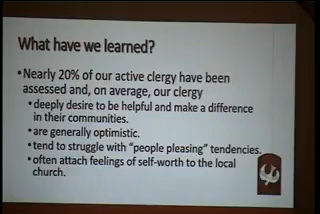 What have we learned?
•Nearly 20% of our active clergy have been
assessed and, on average, our clergy
•deeply desire to be helpful and make a difference
in their communities.
•are generally optimistic.
•tend to struggle with “people pleasing” tendencies.
•often attach feelings of self-worth to the local
church.